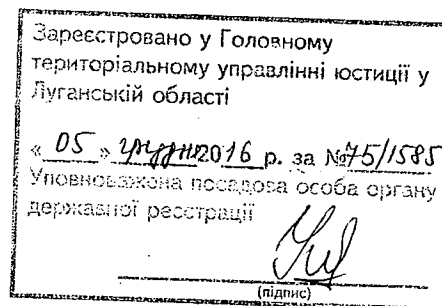 Зареєстровано у Головному
територіальному управлінні юстиції у
Луганській області
« 05 » грудня 2016 р. за №75/1585
Уповноважена посадова особа органу
державної реєстрації
(підпис)